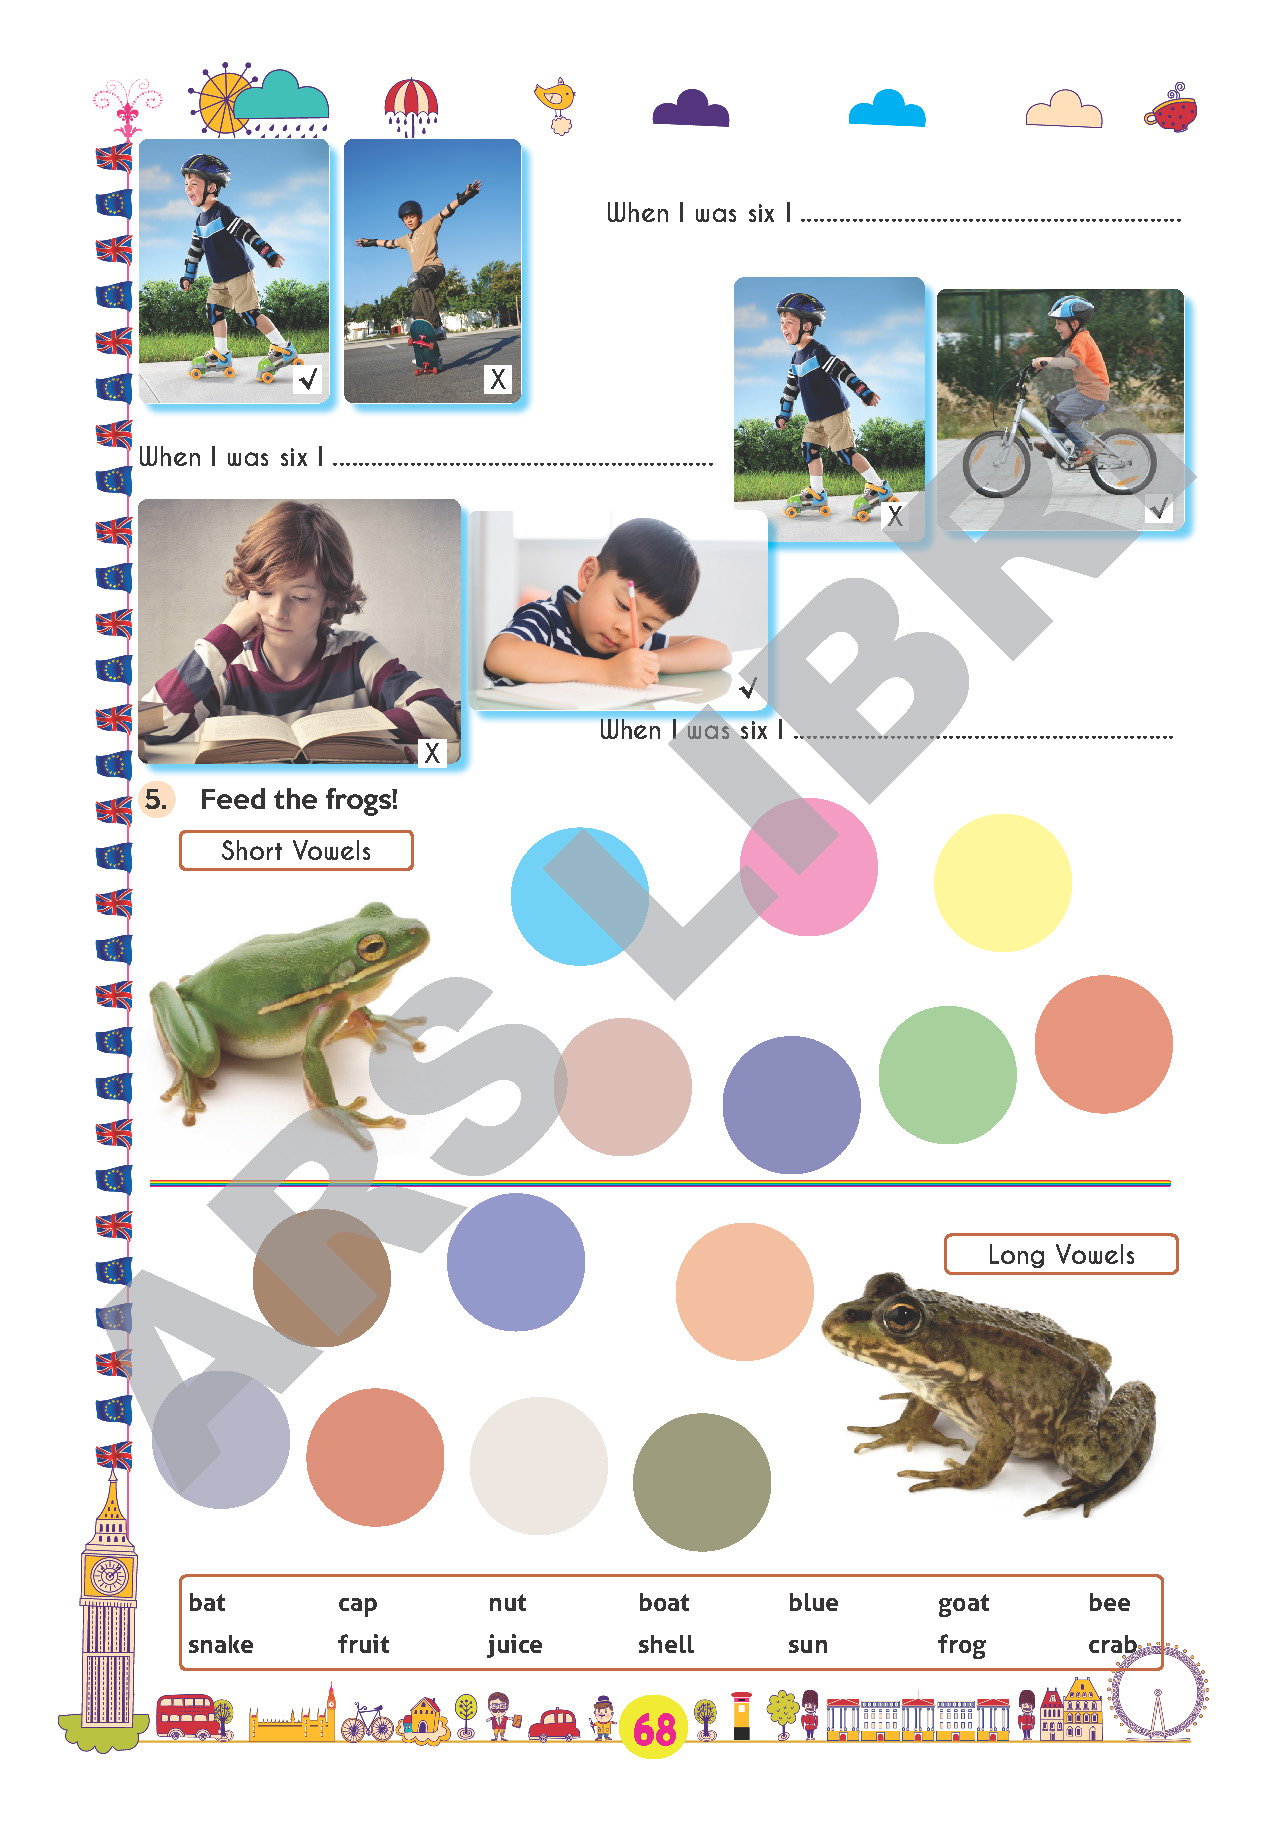 When I was six I ......................................................
√
X
When I was six I ......................................................
X
√
X
√
When I was six I ......................................................
5. Feed the frogs!
Short Vowels
Long Vowels
bat cap nut boat blue goat bee
snake fruit juice shell sun frog crab
68
ARS LIBRI